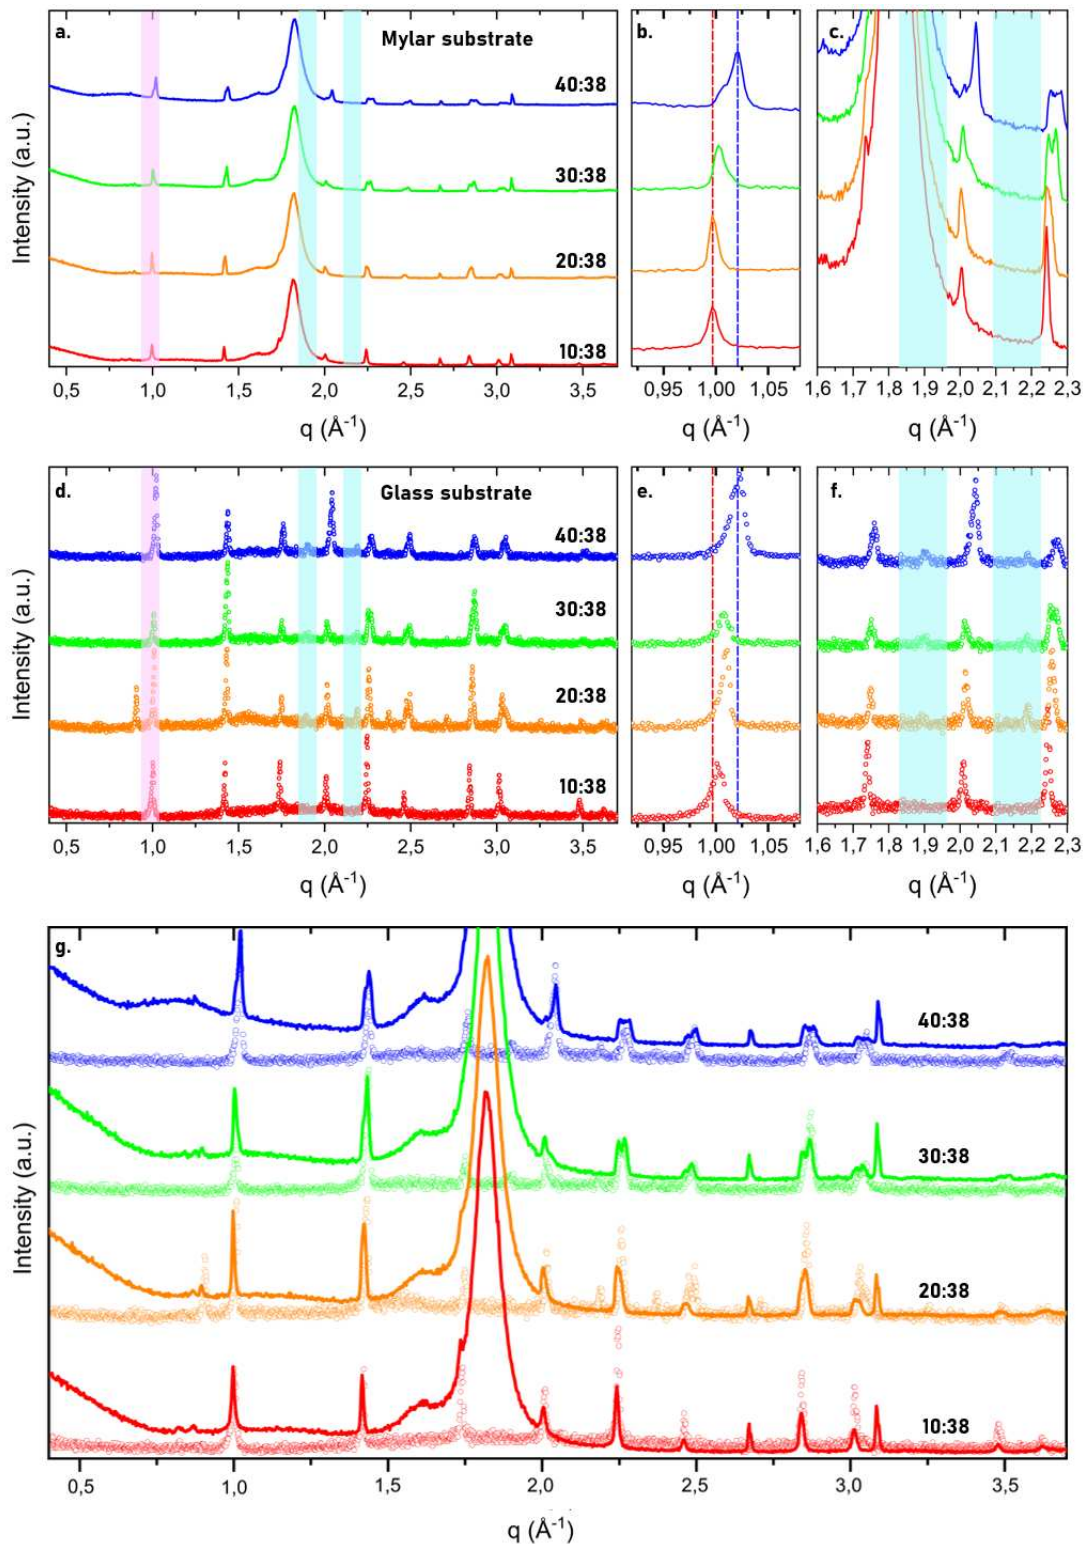 a. Mylar substrate b. c.
40:38
30:38
20:38
10:38
Intensity (a.u.)
0,5 1,0 1,5 2,0 2,5 3,0 3,5 0,95 1,00 1,05 1,6 1,7 1,8 1,9 2,0 2,1 2,2 2,3
q (Å⁻¹) q (Å⁻¹) q (Å⁻¹)
d. Glass substrate e. f.
40:38
30:38
20:38
10:38
Intensity (a.u.)
0,5 1,0 1,5 2,0 2,5 3,0 3,5 0,95 1,00 1,05 1,6 1,7 1,8 1,9 2,0 2,1 2,2 2,3
q (Å⁻¹) q (Å⁻¹) q (Å⁻¹)
g.
40:38
30:38
20:38
10:38
Intensity (a.u.)
0,5 1,0 1,5 2,0 2,5 3,0 3,5
q (Å⁻¹)